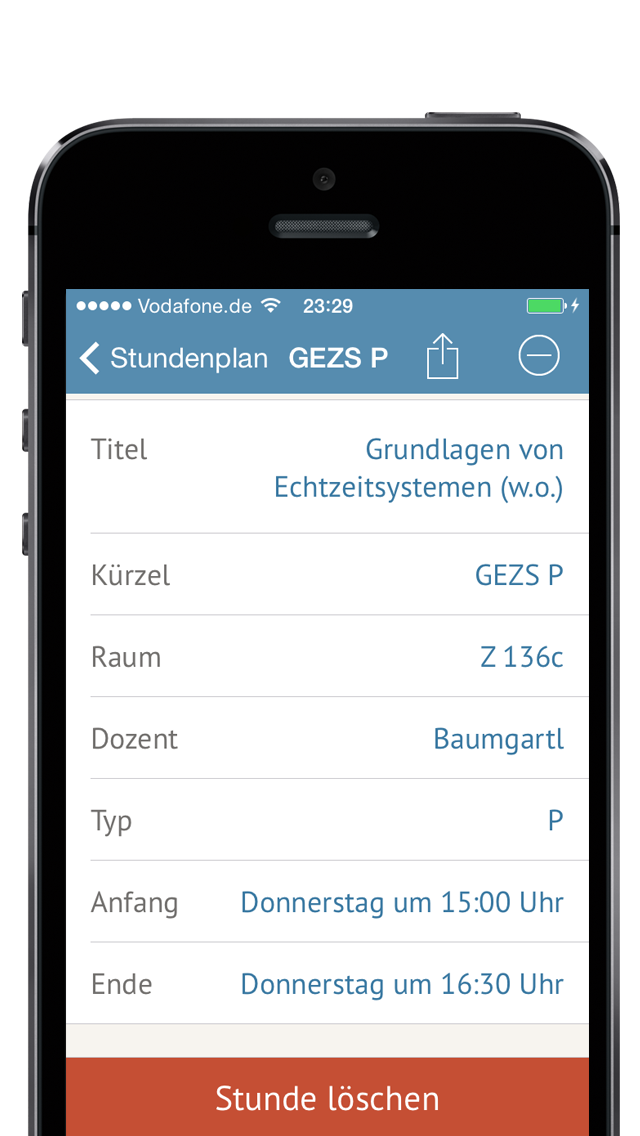 Vodafone.de 23:29
Stundenplan GEZS P
Titel Grundlagen von
Echtzeitsystemen (w.o.)
Kürzel GEZS P
Raum Z 136c
Dozent Baumgartl
Typ P
Anfang Donnerstag um 15:00 Uhr
Ende Donnerstag um 16:30 Uhr
Stunde löschen